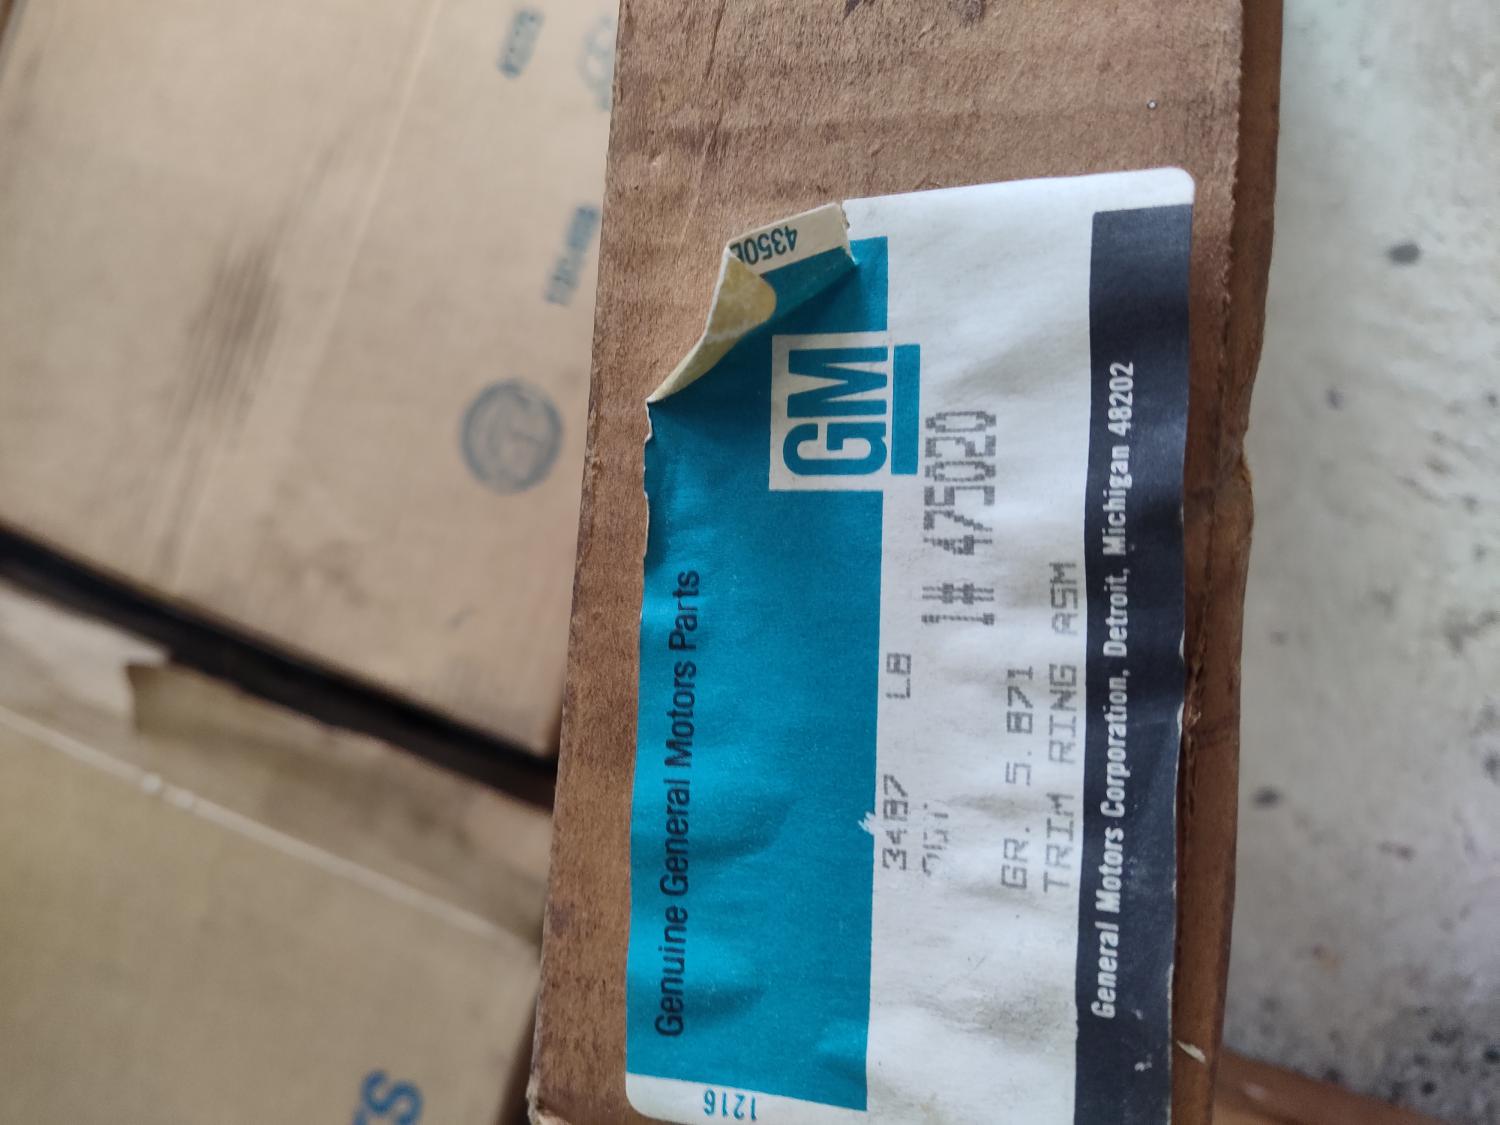 Genuine General Motors Parts
GM
3487 LB
1# 475020
GR. 5.871
TRIM RING ASM
General Motors Corporation, Detroit, Michigan 48202
1216